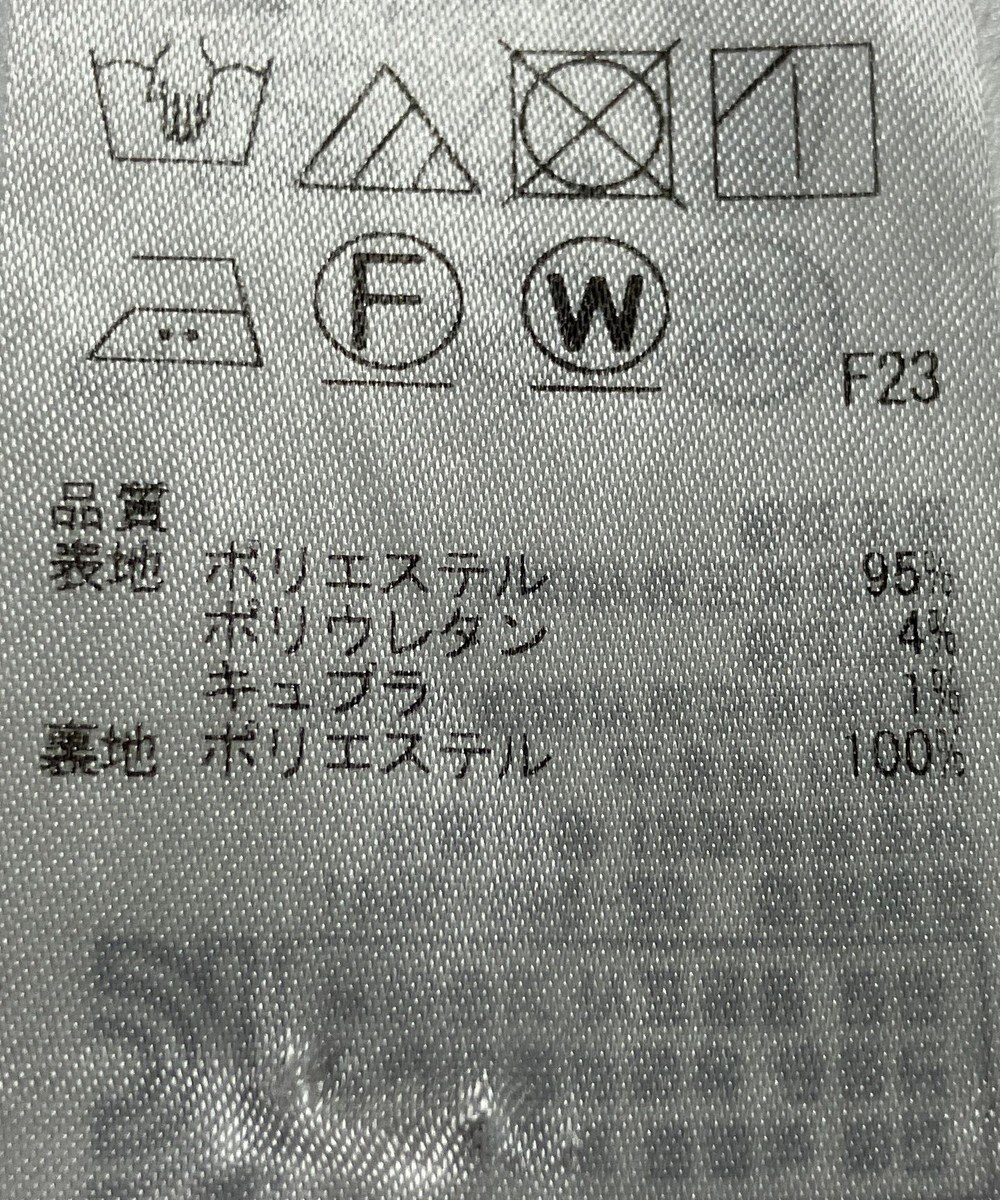 F W
F23
品質
表地 ポリエステル 95%
ポリウレタン 4%
キュプラ 1%
裏地 ポリエステル 100%